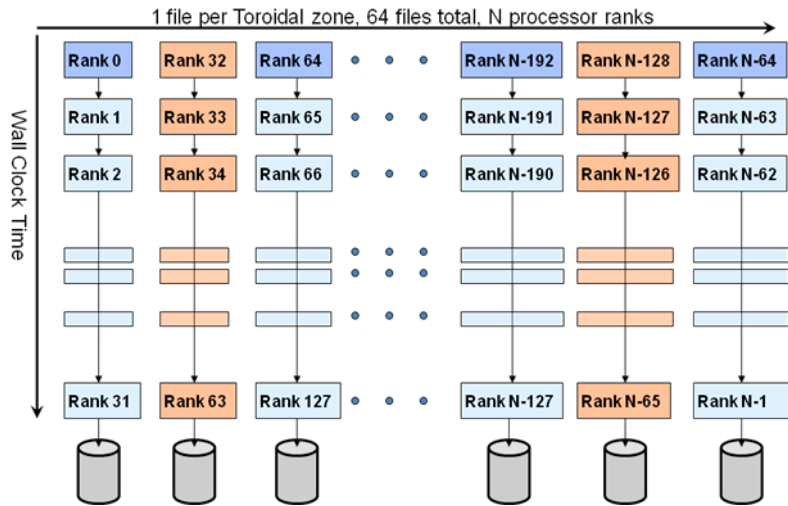 1 file per Toroidal zone, 64 files total, N processor ranks
Wall Clock Time
Rank 0 Rank 32 Rank 64 Rank N-192 Rank N-128 Rank N-64
Rank 1 Rank 33 Rank 65 Rank N-191 Rank N-127 Rank N-63
Rank 2 Rank 34 Rank 66 Rank N-190 Rank N-126 Rank N-62
Rank 31 Rank 63 Rank 127 Rank N-127 Rank N-65 Rank N-1